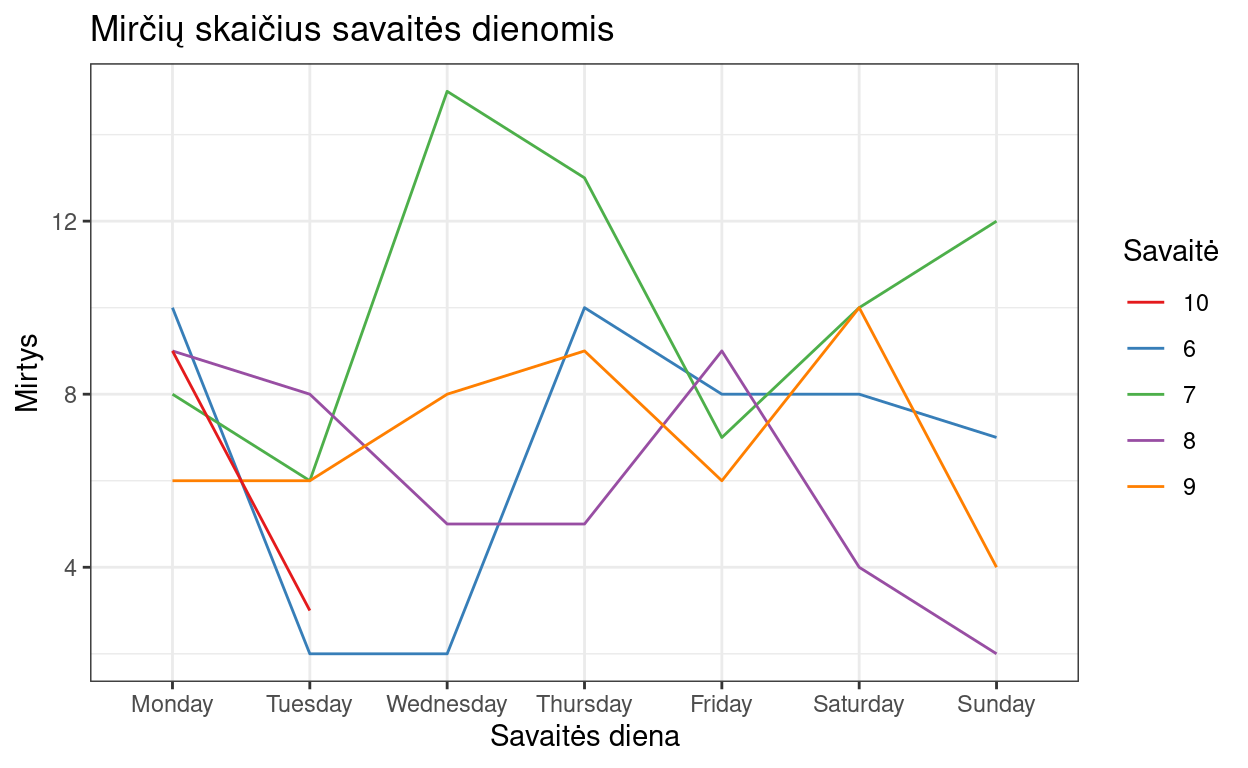 Mirčių skaičius savaitės dienomis
Mirtys
12
8
4
Monday
Tuesday
Wednesday
Thursday
Friday
Saturday
Sunday
Savaitės diena
Savaitė
10
6
7
8
9